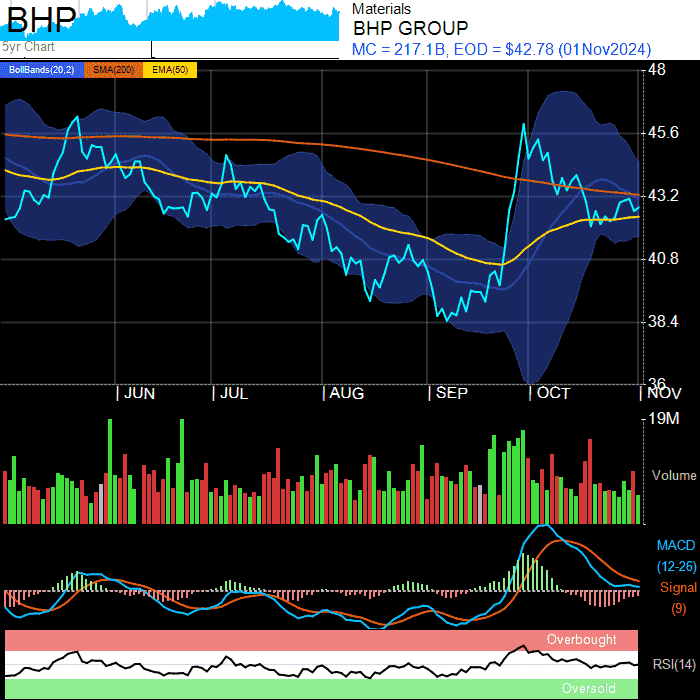 BHP
5yr Chart
Materials
BHP GROUP
MC = 217.1B, EOD = $42.78 (01Nov2024)
BollBands(20,2) SMA(200) EMA(50)
48
45.6
43.2
40.8
38.4
36
JUN JUL AUG SEP OCT NOV
19M
Volume
MACD
(12-26)
Signal
(9)
Overbought
RSI(14)
Oversold